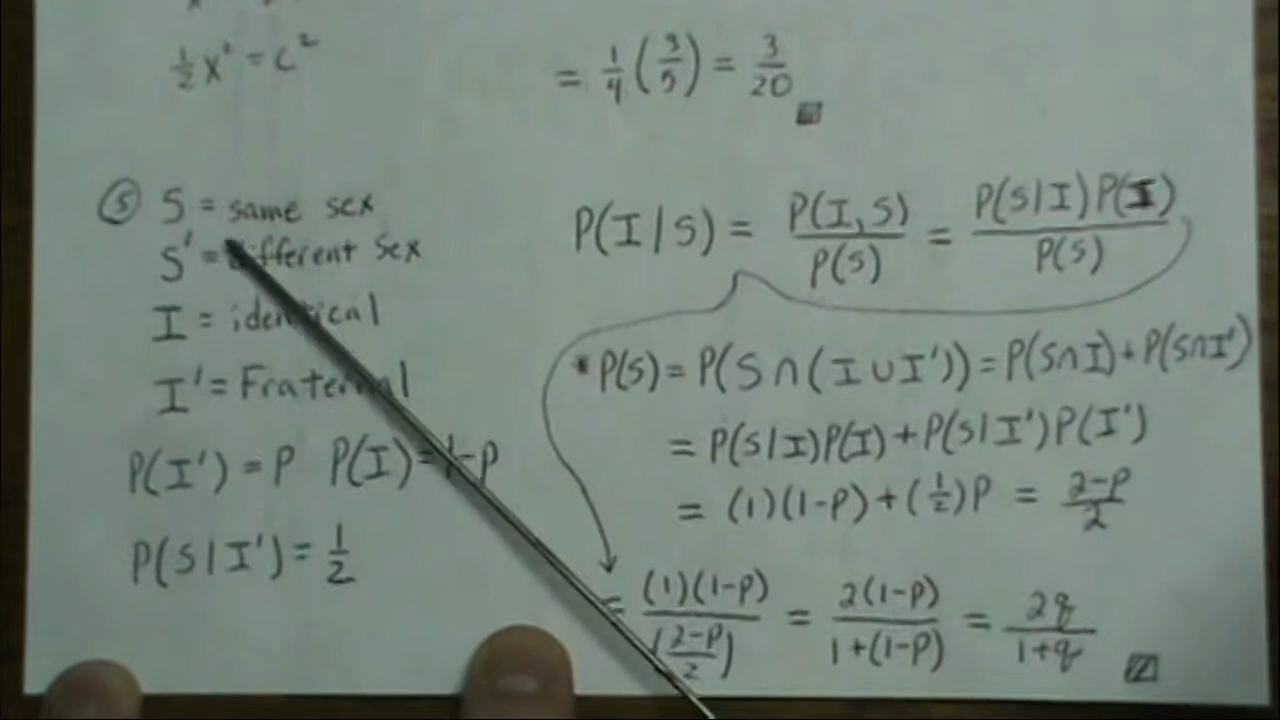 ½x² = c²
= 1/4 (3/5) = 3/20
⑤ S = same sex
S' = different sex
I = identical
I' = Fraternal
P(I') = P P(I) = 1-P
P(S|I') = 1/2
P(I|S) = P(I,S)/P(S) = P(S|I)P(I)/P(S)
*P(S) = P(S∩(I∪I')) = P(S∩I)+P(S∩I')
= P(S|I)P(I)+P(S|I')P(I')
= (1)(1-P)+(1/2)P = (2-P)/2
= (1)(1-P)/((2-P)/2) = 2(1-P)/(1+(1-P)) = 2q/(1+q)